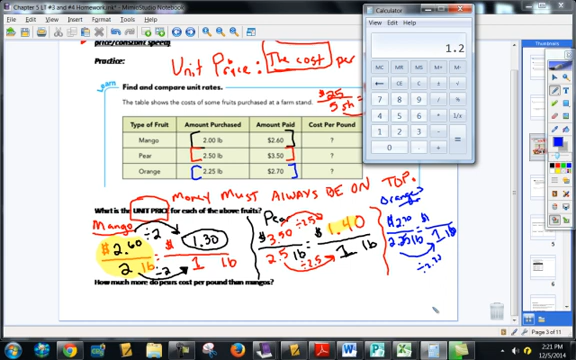 Chapter 5 LT #3 and #4 Homework.ink* - MimioStudio Notebook
File Edit View Insert Format Tools Help
price/constant speed)
Practice:
Unit Price: The cost per
Calculator
View Edit Help
1.2
MC MR MS M+ M-
← CE C ± √
7 8 9 / %
4 5 6 * 1/x
1 2 3 - =
0 . +
Find and compare unit rates.
The table shows the costs of some fruits purchased at a farm stand.
$25
Type of Fruit Amount Purchased Amount Paid Cost Per Pound
Mango 2.00 lb $2.60 ?
Pear 2.50 lb $3.50 ?
Orange 2.25 lb $2.70 ?
MONEY MUST ALWAYS BE ON TOP.
What is the UNIT PRICE for each of the above fruits?
Mango ÷2
$2.60 = $ 1.30
2 lb 1 lb
÷2
Pear
$3.50 = $1.40
2.5 lb 1 lb
÷2.5
Orange
$2.70 = $
2.25 lb 1 lb
How much more do pears cost per pound than mangos?
Thumbnails
Page 3 of 11
2:21 PM
12/5/2014